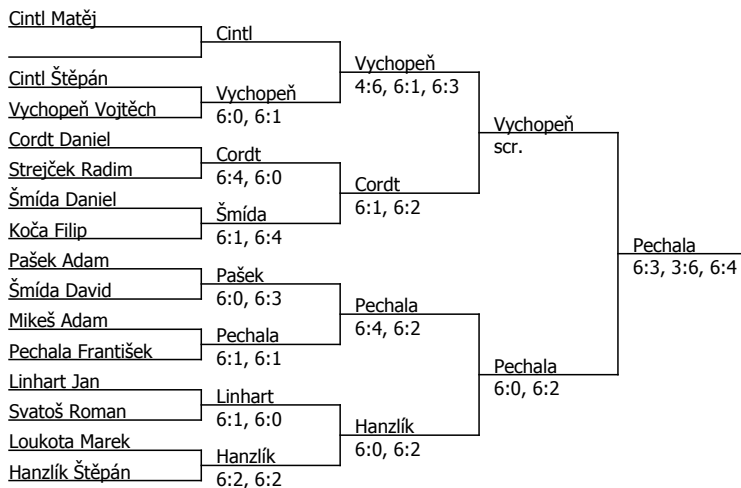 Cintl Matěj
Cintl Štěpán
Vychopeň Vojtěch
Cordt Daniel
Strejček Radim
Šmída Daniel
Koča Filip
Pašek Adam
Šmída David
Mikeš Adam
Pechala František
Linhart Jan
Svatoš Roman
Loukota Marek
Hanzlík Štěpán
Cintl
Vychopeň
6:0, 6:1
Cordt
6:4, 6:0
Šmída
6:1, 6:4
Pašek
6:0, 6:3
Pechala
6:1, 6:1
Linhart
6:1, 6:0
Hanzlík
6:2, 6:2
Vychopeň
4:6, 6:1, 6:3
Cordt
6:1, 6:2
Pechala
6:4, 6:2
Hanzlík
6:0, 6:2
Vychopeň
scr.
Pechala
6:0, 6:2
Pechala
6:3, 3:6, 6:4